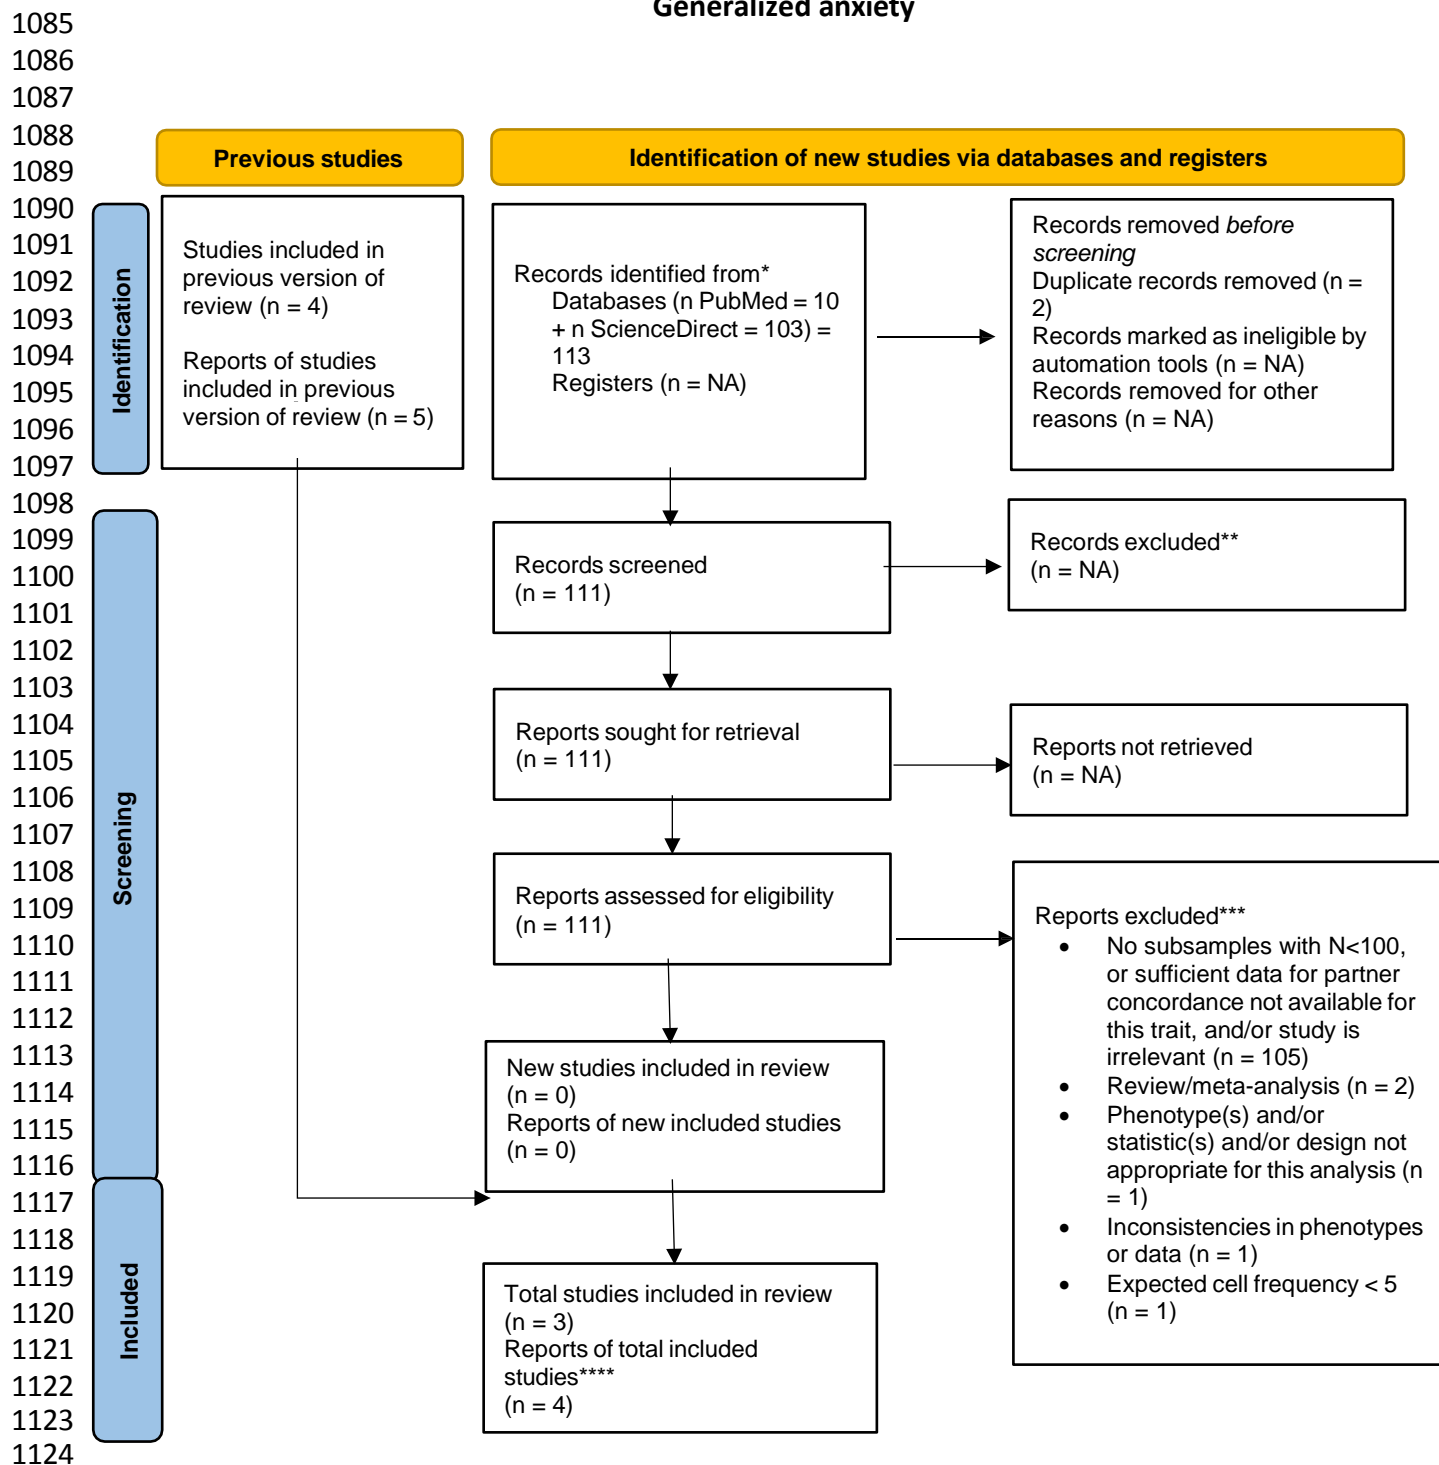 Generalized anxiety
1085
1086
1087
1088
1089
1090
1091
1092
1093
1094
1095
1096
1097
1098
1099
1100
1101
1102
1103
1104
1105
1106
1107
1108
1109
1110
1111
1112
1113
1114
1115
1116
1117
1118
1119
1120
1121
1122
1123
1124
Previous studies
Identification of new studies via databases and registers
Identification
Studies included in
previous version of
review (n = 4)
Reports of studies
included in previous
version of review (n = 5)
Records identified from*
Databases (n PubMed = 10
+ n ScienceDirect = 103) =
113
Registers (n = NA)
Records removed before
screening
Duplicate records removed (n =
2)
Records marked as ineligible by
automation tools (n = NA)
Records removed for other
reasons (n = NA)
Screening
Records screened
(n = 111)
Records excluded**
(n = NA)
Reports sought for retrieval
(n = 111)
Reports not retrieved
(n = NA)
Reports assessed for eligibility
(n = 111)
Reports excluded***
• No subsamples with N<100,
or sufficient data for partner
concordance not available for
this trait, and/or study is
irrelevant (n = 105)
• Review/meta-analysis (n = 2)
• Phenotype(s) and/or
statistic(s) and/or design not
appropriate for this analysis (n
= 1)
• Inconsistencies in phenotypes
or data (n = 1)
• Expected cell frequency < 5
(n = 1)
New studies included in review
(n = 0)
Reports of new included studies
(n = 0)
Included
Total studies included in review
(n = 3)
Reports of total included
studies****
(n = 4)